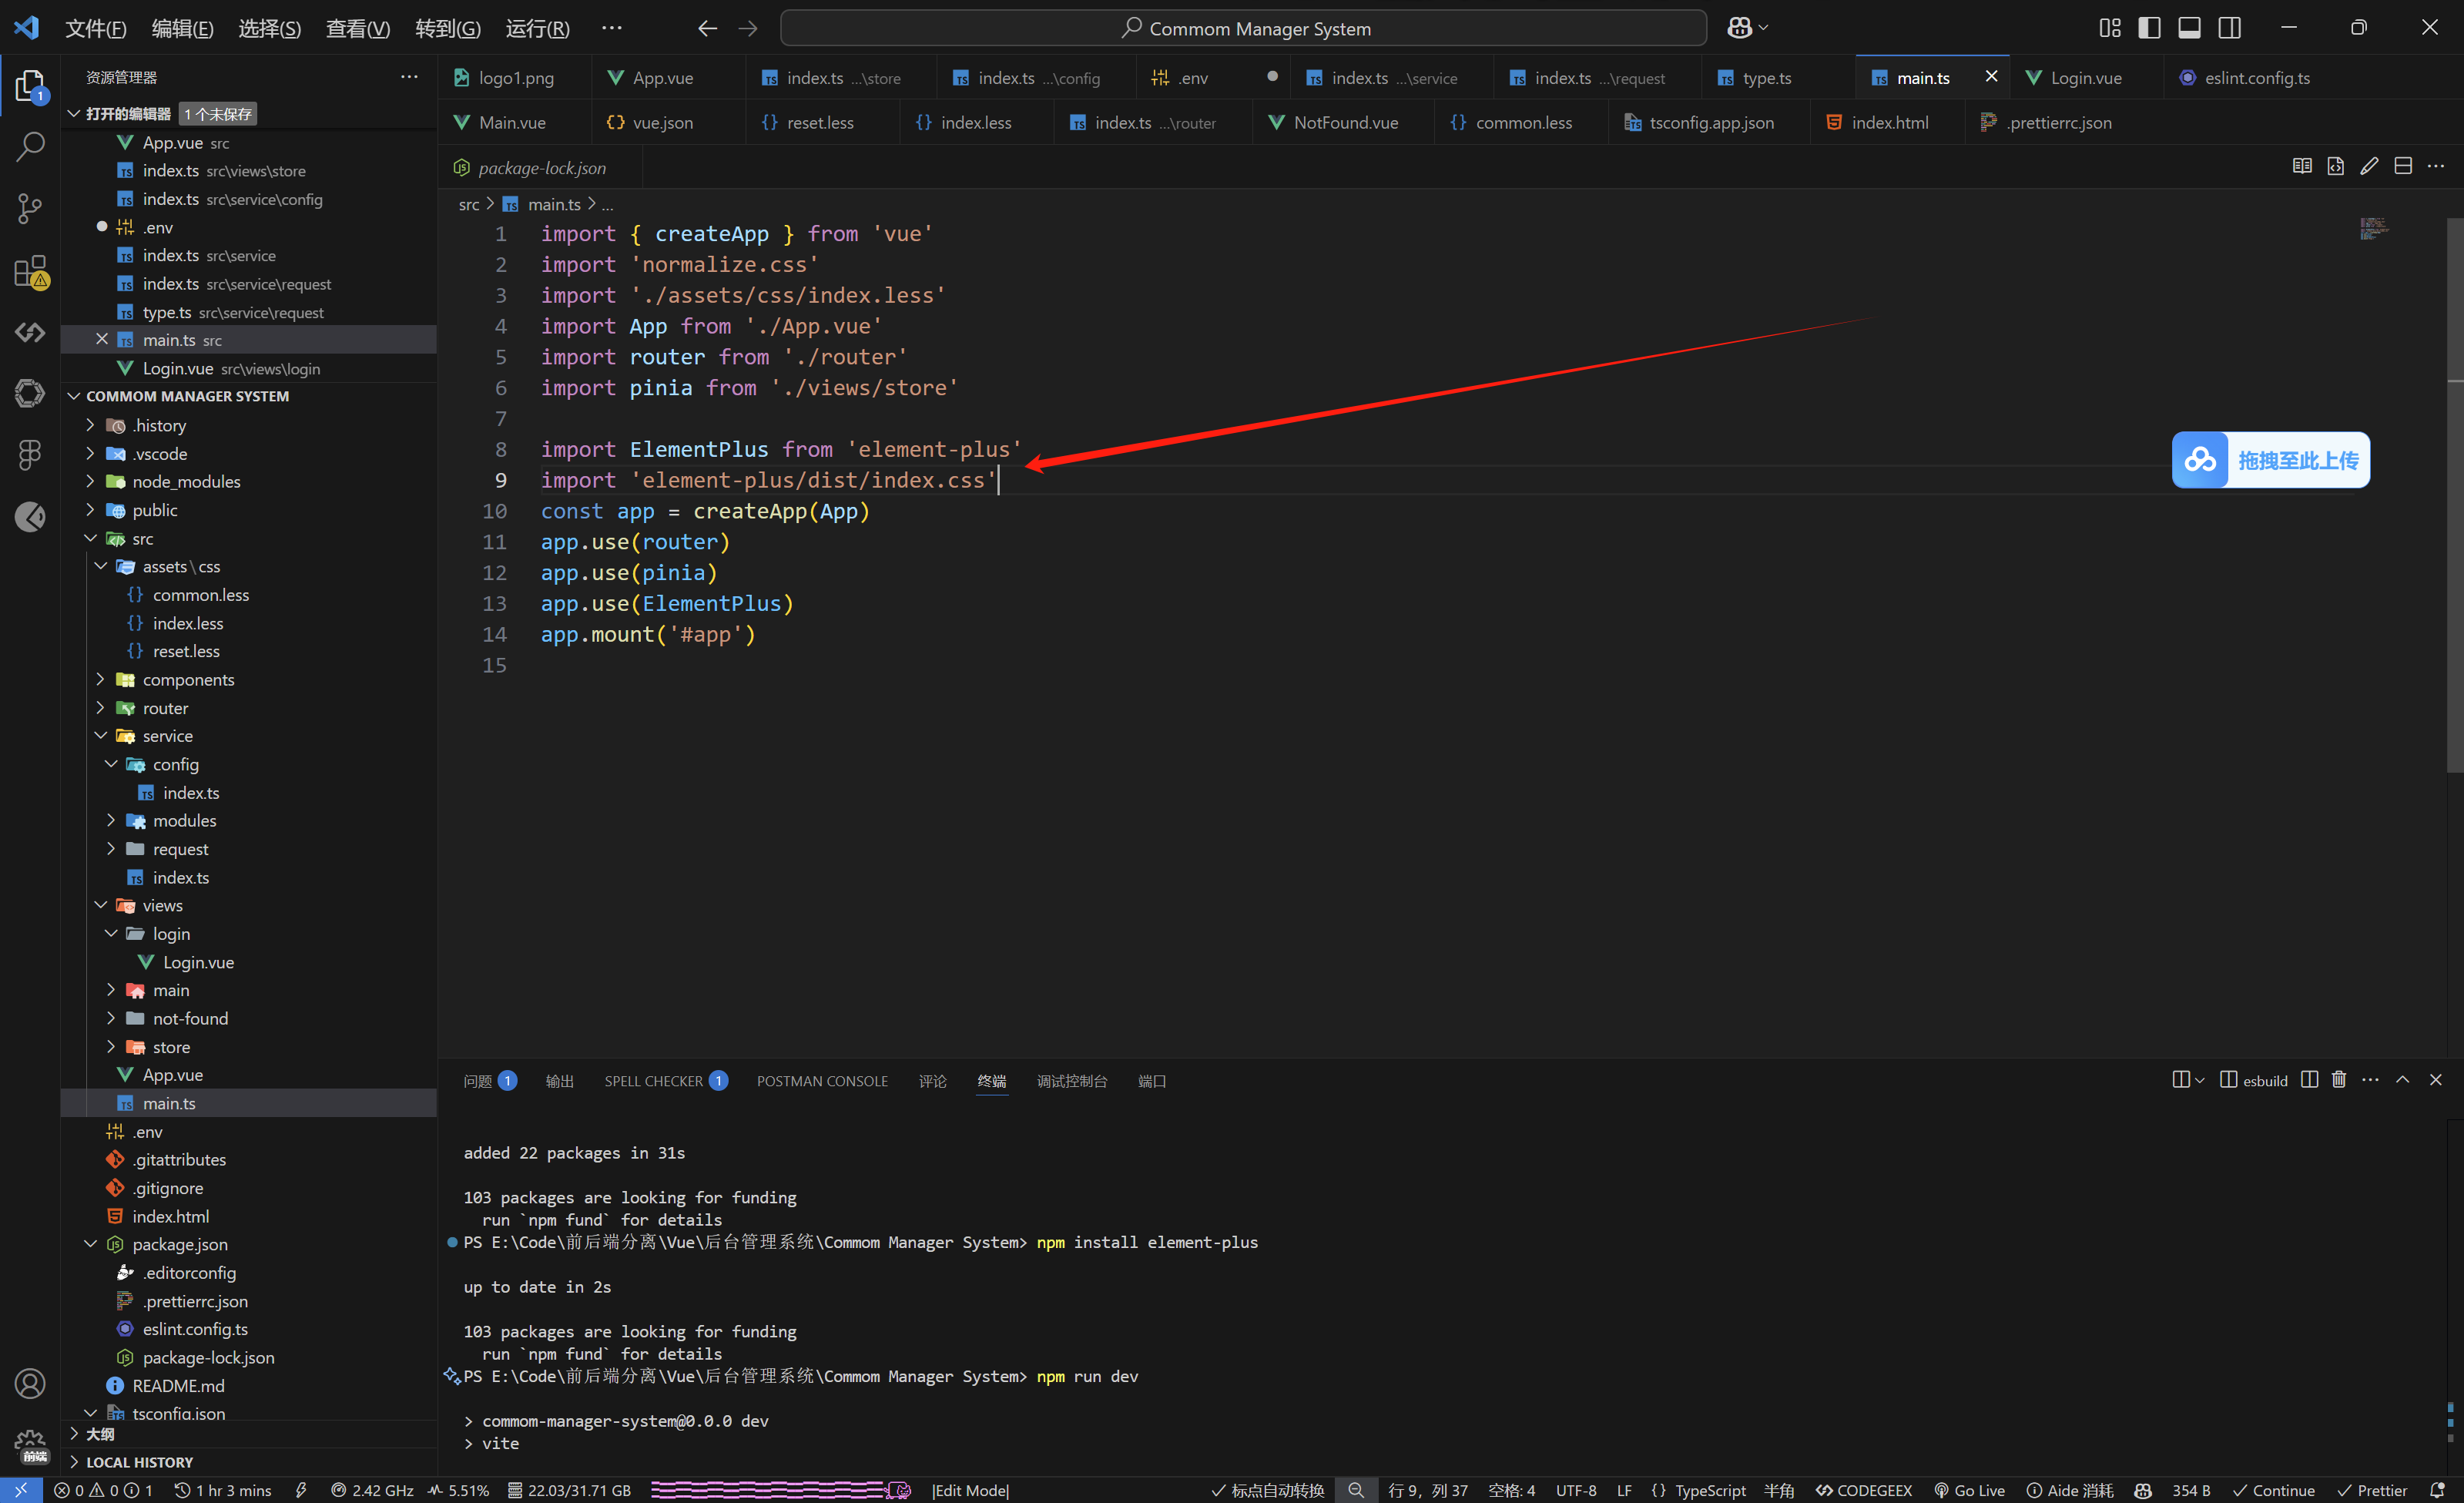 文件(F) 编辑(E) 选择(S) 查看(V) 转到(G) 运行(R) ··· Commom Manager System
资源管理器
打开的编辑器 1 个未保存
App.vue src
index.ts src\views\store
index.ts src\service\config
.env
index.ts src\service
index.ts src\service\request
type.ts src\service\request
main.ts src
Login.vue src\views\login
COMMOM MANAGER SYSTEM
.history
.vscode
node_modules
public
src
assets\css
common.less
index.less
reset.less
components
router
service
config
index.ts
modules
request
index.ts
views
login
Login.vue
main
not-found
store
App.vue
main.ts
.env
.gitattributes
.gitignore
index.html
package.json
.editorconfig
.prettierrc.json
eslint.config.ts
package-lock.json
README.md
tsconfig.json
大纲
LOCAL HISTORY
1
前端
logo1.png App.vue index.ts ...\store index.ts ...\config .env index.ts ...\service index.ts ...\request type.ts main.ts Login.vue eslint.config.ts
Main.vue vue.json reset.less index.less index.ts ...\router NotFound.vue common.less tsconfig.app.json index.html .prettierrc.json
package-lock.json
src > main.ts > ...
1 import { createApp } from 'vue'
2 import 'normalize.css'
3 import './assets/css/index.less'
4 import App from './App.vue'
5 import router from './router'
6 import pinia from './views/store'
7
8 import ElementPlus from 'element-plus'
9 import 'element-plus/dist/index.css'
10 const app = createApp(App)
11 app.use(router)
12 app.use(pinia)
13 app.use(ElementPlus)
14 app.mount('#app')
15
拖拽至此上传
问题 1 输出 SPELL CHECKER 1 POSTMAN CONSOLE 评论 终端 调试控制台 端口 esbuild
added 22 packages in 31s
103 packages are looking for funding
run `npm fund` for details
PS E:\Code\前后端分离\Vue\后台管理系统\Commom Manager System> npm install element-plus
up to date in 2s
103 packages are looking for funding
run `npm fund` for details
PS E:\Code\前后端分离\Vue\后台管理系统\Commom Manager System> npm run dev
> commom-manager-system@0.0.0 dev
> vite
0 0 1 1 hr 3 mins 2.42 GHz 5.51% 22.03/31.71 GB |Edit Mode| 标点自动转换 行 9，列 37 空格: 4 UTF-8 LF {} TypeScript 半角 CODEGEEX Go Live Aide 消耗 354 B Continue Prettier